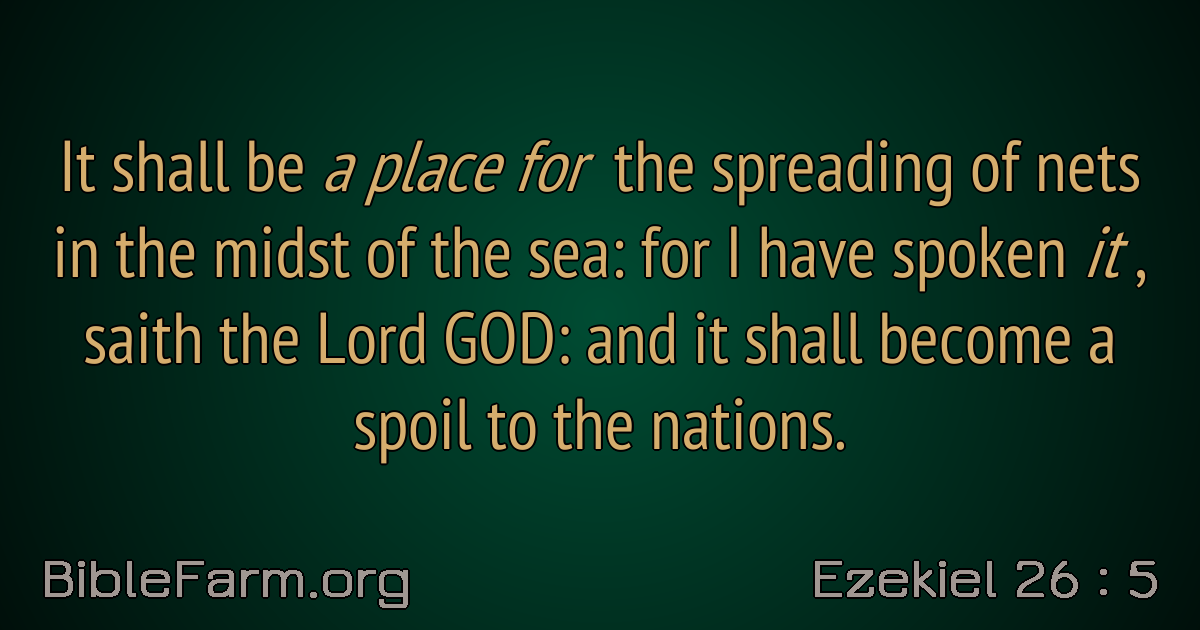 It shall be a place for the spreading of nets
in the midst of the sea: for I have spoken it ,
saith the Lord GOD: and it shall become a
spoil to the nations.
BibleFarm.org
Ezekiel 26 : 5